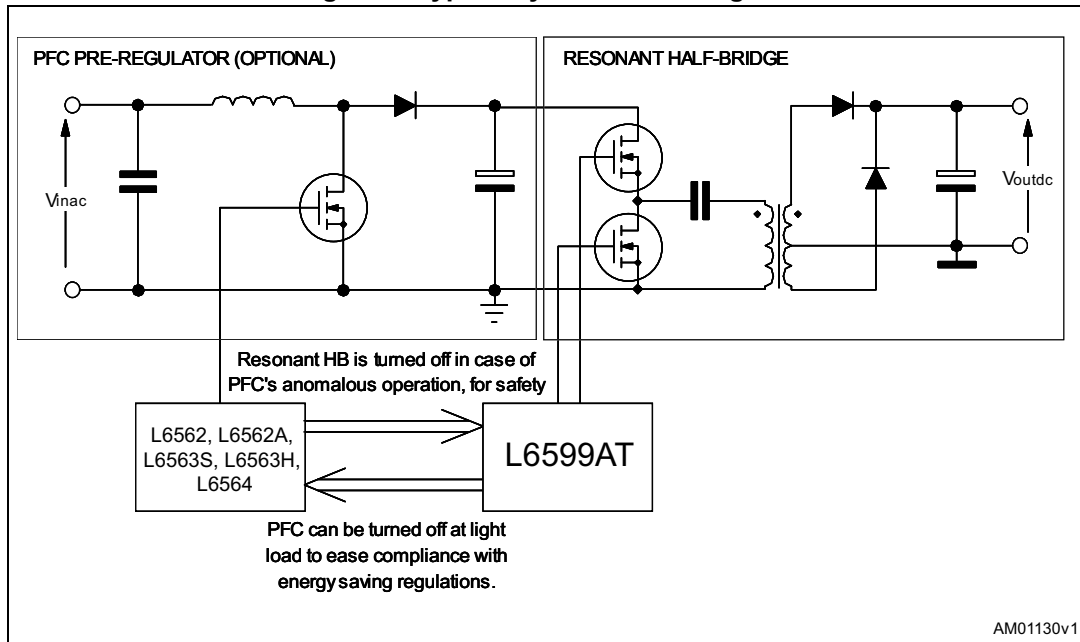 PFC PRE-REGULATOR (OPTIONAL)
RESONANT HALF-BRIDGE
Vinac
Voutdc
Resonant HB is turned off in case of
PFC's anomalous operation, for safety
L6562, L6562A,
L6563S, L6563H,
L6564
L6599AT
PFC can be turned off at light
load to ease compliance with
energy saving regulations.
AM01130v1